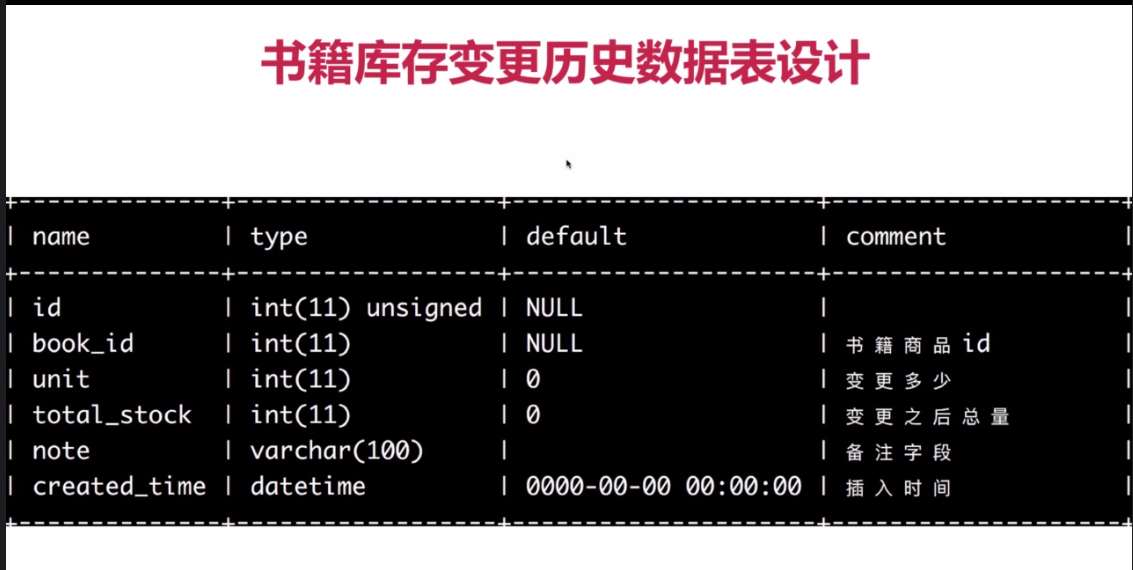 书籍库存变更历史数据表设计
| name | type | default | comment |
| id | int(11) unsigned | NULL | |
| book_id | int(11) | NULL | 书籍商品id |
| unit | int(11) | 0 | 变更多少 |
| total_stock | int(11) | 0 | 变更之后总量 |
| note | varchar(100) | | 备注字段 |
| created_time | datetime | 0000-00-00 00:00:00 | 插入时间 |